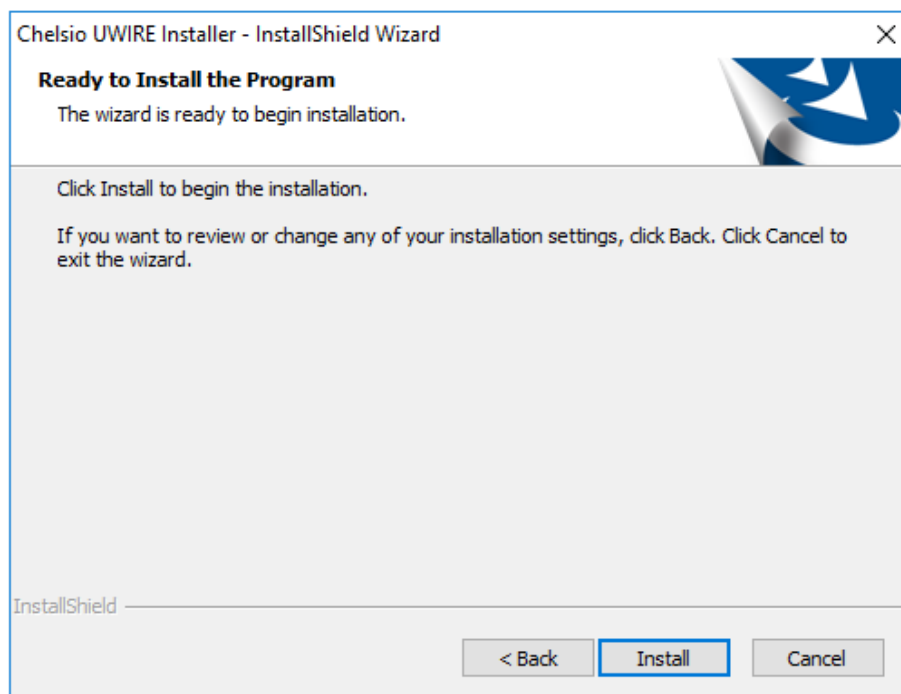 Chelsio UWIRE Installer - InstallShield Wizard
Ready to Install the Program
The wizard is ready to begin installation.
Click Install to begin the installation.
If you want to review or change any of your installation settings, click Back. Click Cancel to
exit the wizard.
InstallShield
< Back Install Cancel